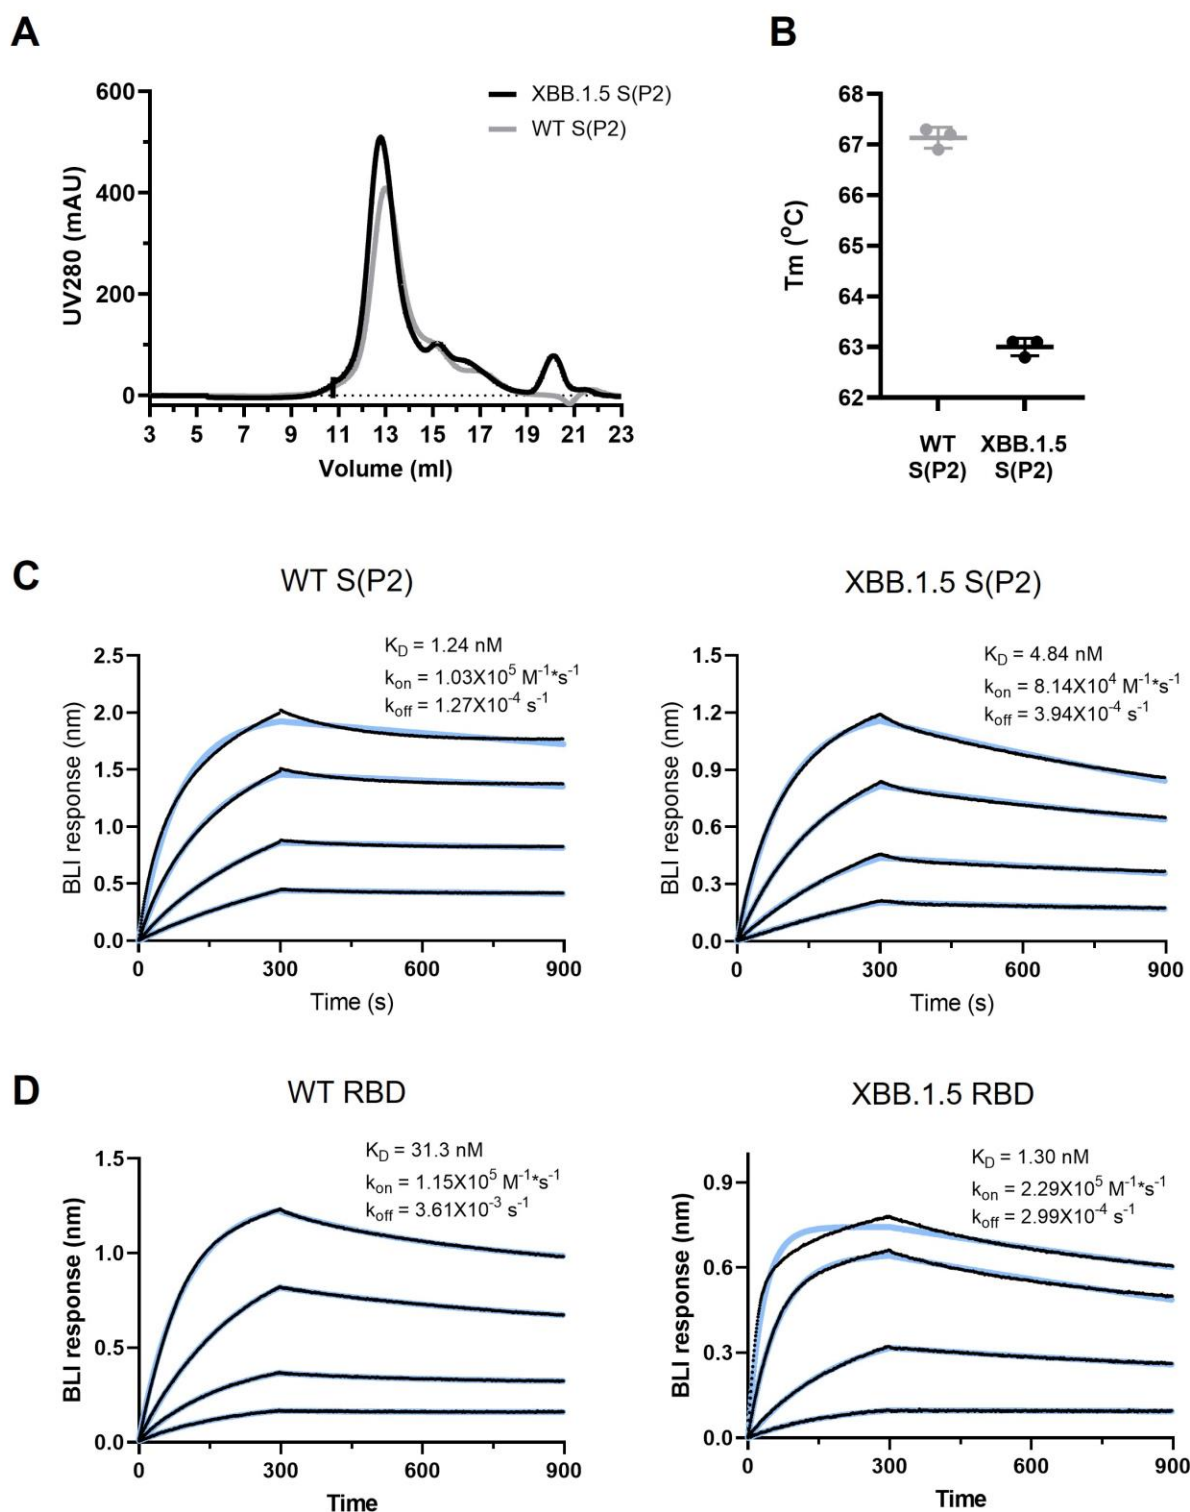 A
B
XBB.1.5 S(P2)
WT S(P2)
600
400
200
0
UV280 (mAU)
3 5 7 9 11 13 15 17 19 21 23
Volume (ml)
68
67
66
65
64
63
62
Tm (°C)
WT
S(P2)
XBB.1.5
S(P2)
C
WT S(P2)
K_D = 1.24 nM
k_on = 1.03X10⁵ M⁻¹*s⁻¹
k_off = 1.27X10⁻⁴ s⁻¹
2.5
2.0
1.5
1.0
0.5
0.0
BLI response (nm)
0 300 600 900
Time (s)
XBB.1.5 S(P2)
K_D = 4.84 nM
k_on = 8.14X10⁴ M⁻¹*s⁻¹
k_off = 3.94X10⁻⁴ s⁻¹
1.5
1.2
0.9
0.6
0.3
0.0
BLI response (nm)
0 300 600 900
Time (s)
D
WT RBD
K_D = 31.3 nM
k_on = 1.15X10⁵ M⁻¹*s⁻¹
k_off = 3.61X10⁻³ s⁻¹
1.5
1.0
0.5
0.0
BLI response (nm)
0 300 600 900
Time
XBB.1.5 RBD
K_D = 1.30 nM
k_on = 2.29X10⁵ M⁻¹*s⁻¹
k_off = 2.99X10⁻⁴ s⁻¹
0.9
0.6
0.3
0.0
BLI response (nm)
0 300 600 900
Time